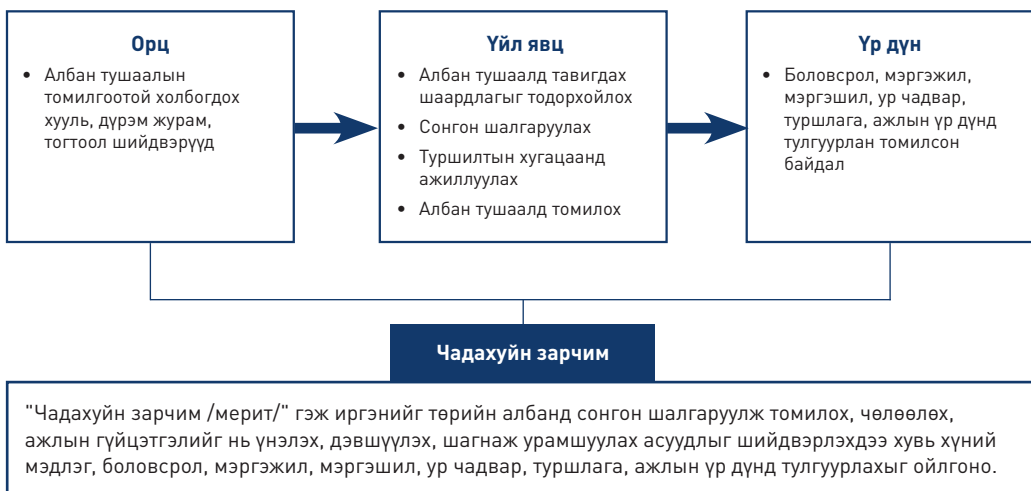 Орц
• Албан тушаалын
томилгоотой холбогдох
хууль, дүрэм журам,
тогтоол шийдвэрүүд
Үйл явц
• Албан тушаалд тавигдах
шаардлагыг тодорхойлох
• Сонгон шалгаруулах
• Туршилтын хугацаанд
ажиллуулах
• Албан тушаалд томилох
Үр дүн
• Боловсрол, мэргэжил,
мэргэшил, ур чадвар,
туршлага, ажлын үр дүнд
тулгуурлан томилсон
байдал
Чадахуйн зарчим
"Чадахуйн зарчим /мерит/" гэж иргэнийг төрийн албанд сонгон шалгаруулж томилох, чөлөөлөх,
ажлын гүйцэтгэлийг нь үнэлэх, дэвшүүлэх, шагнаж урамшуулах асуудлыг шийдвэрлэхдээ хувь хүний
мэдлэг, боловсрол, мэргэжил, мэргэшил, ур чадвар, туршлага, ажлын үр дүнд тулгуурлахыг ойлгоно.